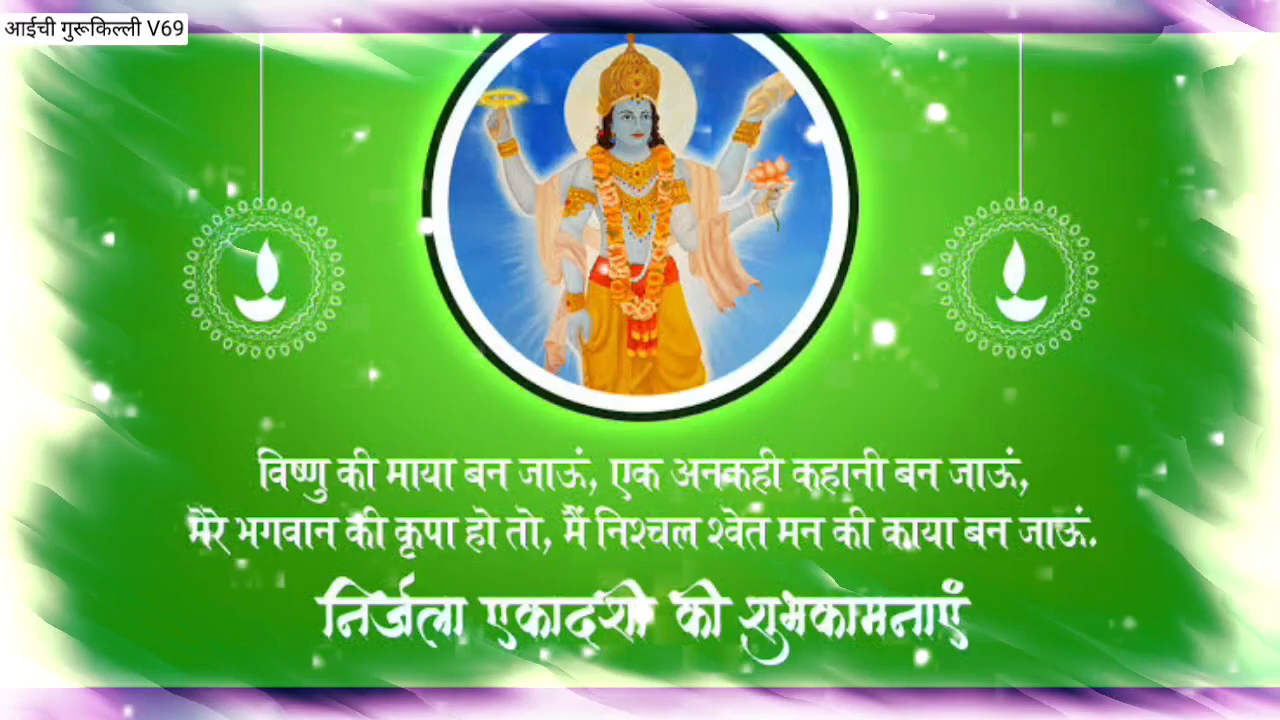 आईची गुरूकिल्ली V69
विष्णु की माया बन जाऊं, एक अनकही कहानी बन जाऊं,
मेरे भगवान की कृपा हो तो, मैं निश्चल श्वेत मन की काया बन जाऊं.
निर्जला एकादशी की शुभकामनाएँ